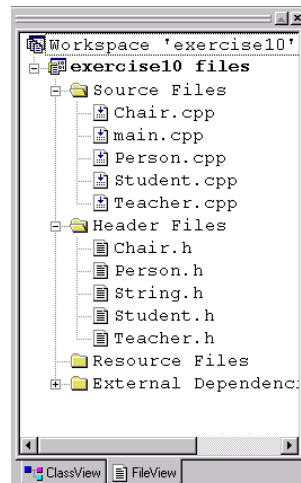 Workspace 'exercise10'
exercise10 files
Source Files
Chair.cpp
main.cpp
Person.cpp
Student.cpp
Teacher.cpp
Header Files
Chair.h
Person.h
String.h
Student.h
Teacher.h
Resource Files
External Dependenc
ClassView FileView